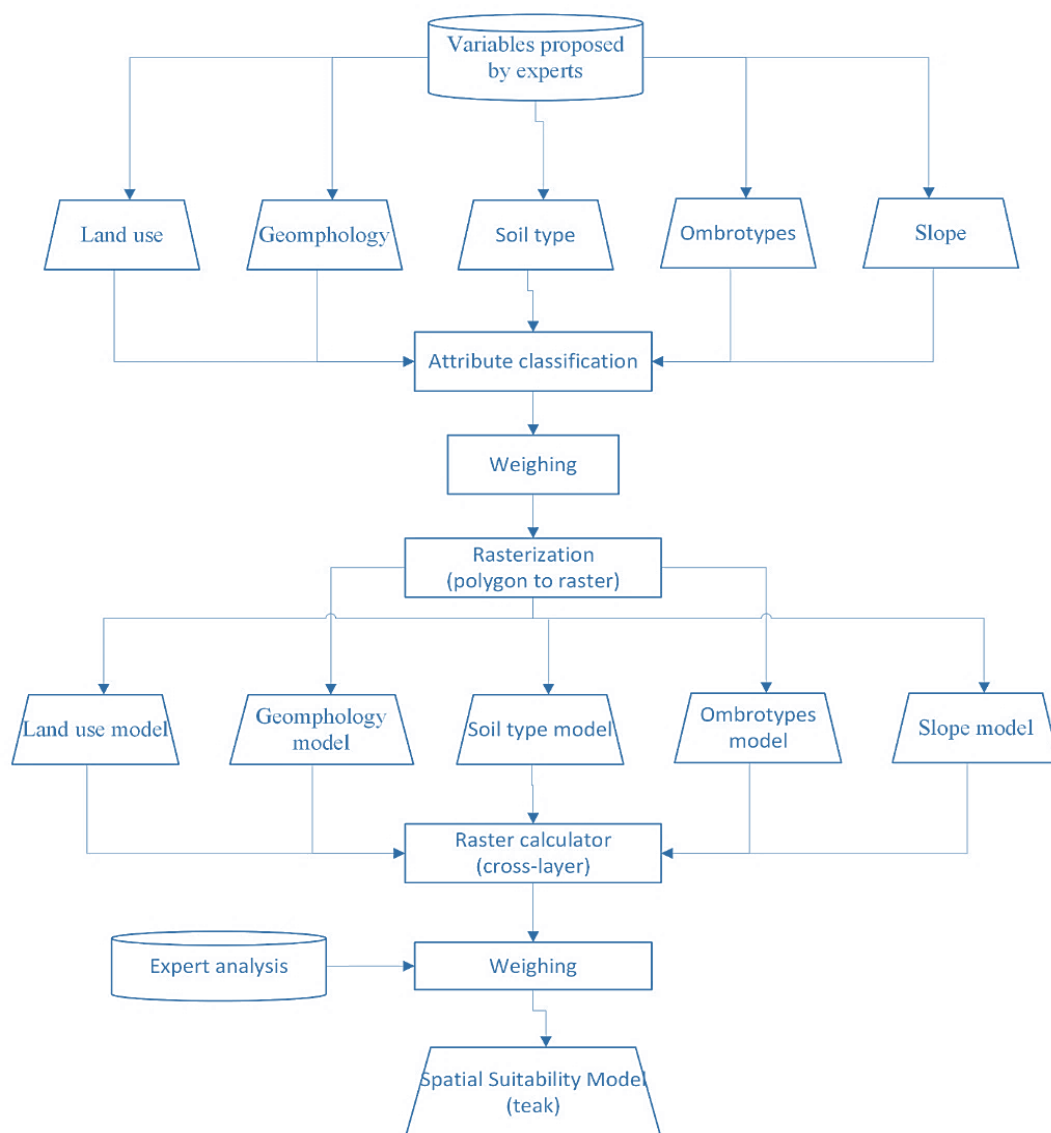 Variables proposed
by experts
Land use
Geomphology
Soil type
Ombrotypes
Slope
Attribute classification
Weighing
Rasterization
(polygon to raster)
Land use model
Geomphology
model
Soil type model
Ombrotypes
model
Slope model
Raster calculator
(cross-layer)
Expert analysis
Weighing
Spatial Suitability Model
(teak)